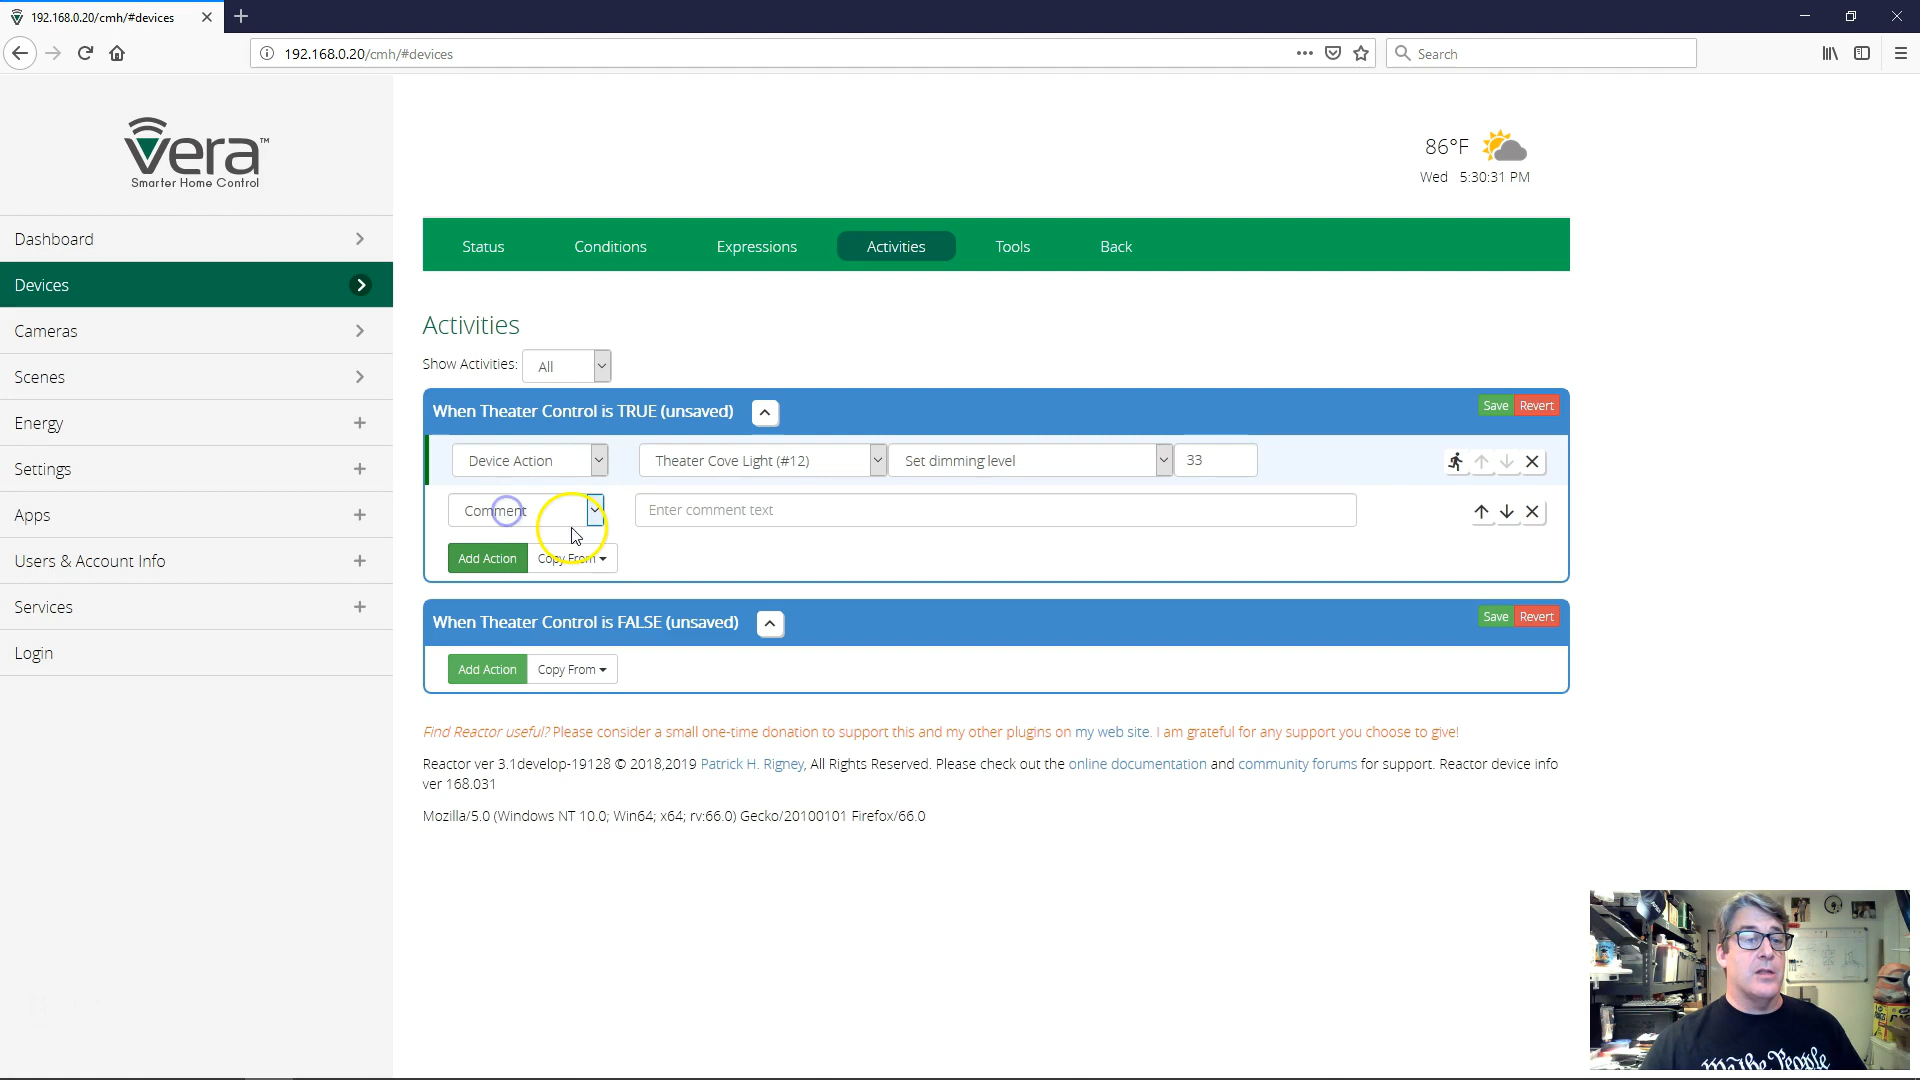 192.168.0.20/cmh/#devices
192.168.0.20/cmh/#devices
Search
vera™
Smarter Home Control
86°F
Wed 5:30:31 PM
Dashboard
Devices
Cameras
Scenes
Energy
Settings
Apps
Users & Account Info
Services
Login
Status Conditions Expressions Activities Tools Back
Activities
Show Activities: All
When Theater Control is TRUE (unsaved) Save Revert
Device Action Theater Cove Light (#12) Set dimming level 33
Comment Enter comment text
Add Action Copy From
When Theater Control is FALSE (unsaved) Save Revert
Add Action Copy From
Find Reactor useful? Please consider a small one-time donation to support this and my other plugins on my web site. I am grateful for any support you choose to give!
Reactor ver 3.1develop-19128 © 2018,2019 Patrick H. Rigney, All Rights Reserved. Please check out the online documentation and community forums for support. Reactor device info
ver 168.031
Mozilla/5.0 (Windows NT 10.0; Win64; x64; rv:66.0) Gecko/20100101 Firefox/66.0
We the People